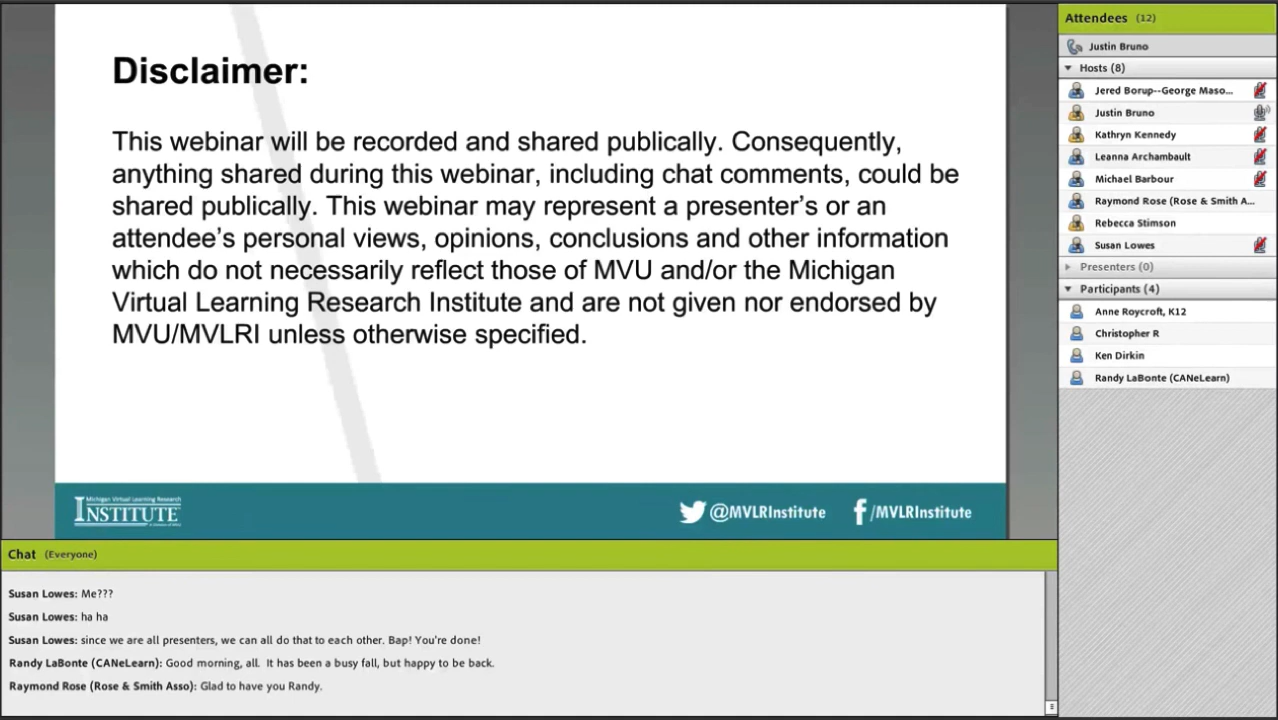 Disclaimer:
This webinar will be recorded and shared publically. Consequently,
anything shared during this webinar, including chat comments, could be
shared publically. This webinar may represent a presenter's or an
attendee's personal views, opinions, conclusions and other information
which do not necessarily reflect those of MVU and/or the Michigan
Virtual Learning Research Institute and are not given nor endorsed by
MVU/MVLRI unless otherwise specified.
Michigan Virtual Learning Research
INSTITUTE
@MVLRInstitute
/MVLRInstitute
Chat (Everyone)
Susan Lowes: Me???
Susan Lowes: ha ha
Susan Lowes: since we are all presenters, we can all do that to each other. Bap! You're done!
Randy LaBonte (CANeLearn): Good morning, all. It has been a busy fall, but happy to be back.
Raymond Rose (Rose & Smith Asso): Glad to have you Randy.
Attendees (12)
Justin Bruno
Hosts (8)
Jered Borup--George Maso...
Justin Bruno
Kathryn Kennedy
Leanna Archambault
Michael Barbour
Raymond Rose (Rose & Smith A...
Rebecca Stimson
Susan Lowes
Presenters (0)
Participants (4)
Anne Roycroft, K12
Christopher R
Ken Dirkin
Randy LaBonte (CANeLearn)